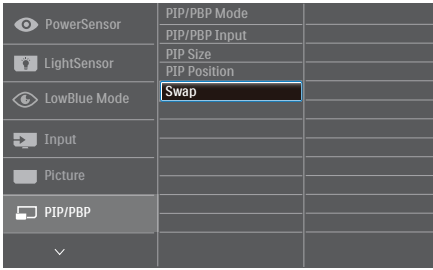 PowerSensor
LightSensor
LowBlue Mode
Input
Picture
PIP/PBP
PIP/PBP Mode
PIP/PBP Input
PIP Size
PIP Position
Swap